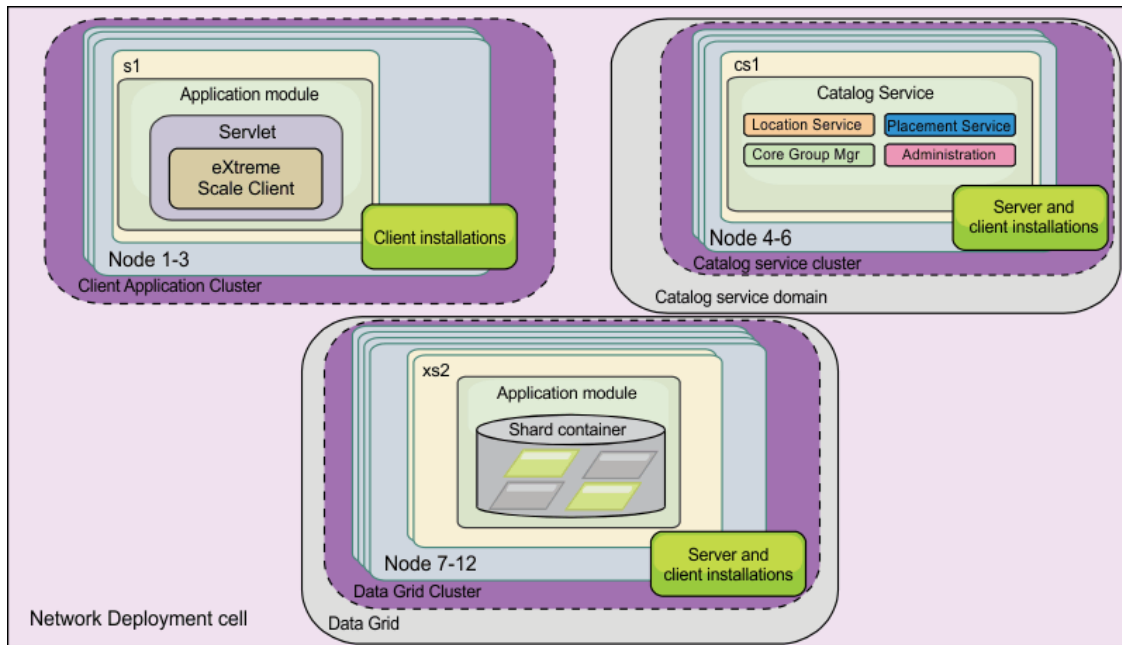 s1
Application module
Servlet
eXtreme
Scale Client
Client installations
Node 1-3
Client Application Cluster
cs1
Catalog Service
Location Service
Placement Service
Core Group Mgr
Administration
Server and
client installations
Node 4-6
Catalog service cluster
Catalog service domain
xs2
Application module
Shard container
Server and
client installations
Node 7-12
Data Grid Cluster
Data Grid
Network Deployment cell